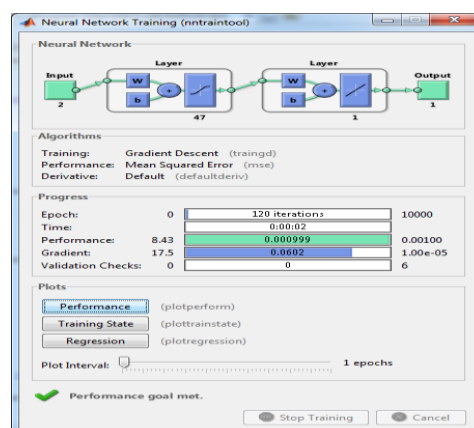 Neural Network Training (nntraintool)
Neural Network
Layer Layer
Input Output
W W
b b
+ +
2 47 1 1
Algorithms
Training: Gradient Descent (traingd)
Performance: Mean Squared Error (mse)
Derivative: Default (defaultderiv)
Progress
Epoch: 0 120 iterations 10000
Time: 0:00:02
Performance: 8.43 0.000999 0.00100
Gradient: 17.5 0.0602 1.00e-05
Validation Checks: 0 0 6
Plots
Performance (plotperform)
Training State (plottrainstate)
Regression (plotregression)
Plot Interval: 1 epochs
Performance goal met.
Stop Training Cancel